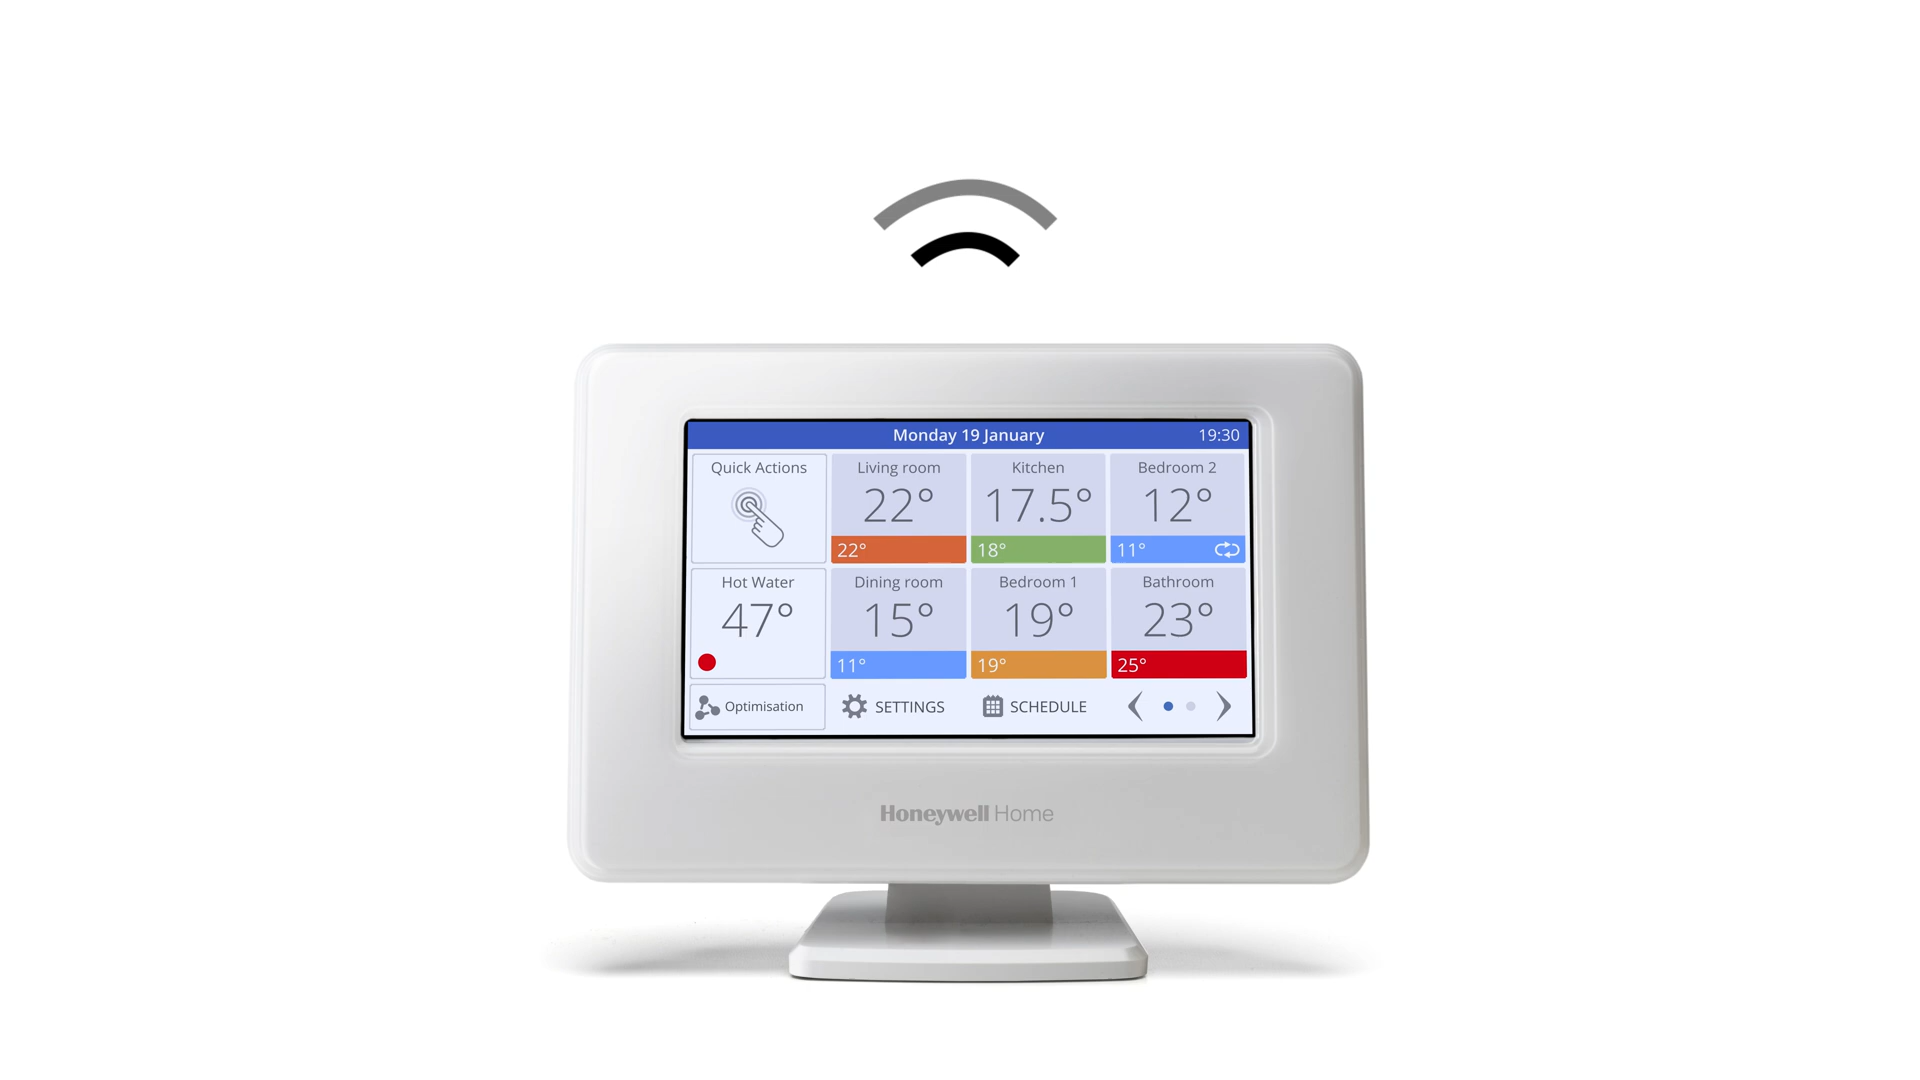 Monday 19 January 19:30
Quick Actions
Living room
22°
22°
Kitchen
17.5°
18°
Bedroom 2
12°
11°
Hot Water
47°
Dining room
15°
11°
Bedroom 1
19°
19°
Bathroom
23°
25°
Optimisation
SETTINGS
SCHEDULE
Honeywell Home